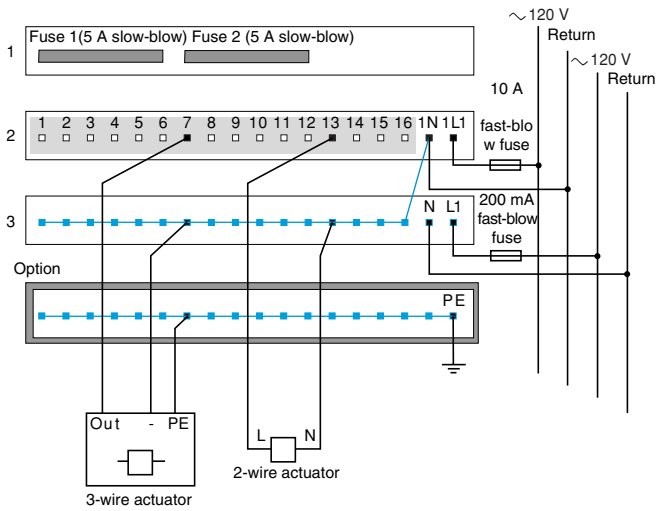 ∼ 120 V
Return
∼ 120 V
Return
Fuse 1(5 A slow-blow) Fuse 2 (5 A slow-blow)
1
10 A
fast-blo
w fuse
2
1 2 3 4 5 6 7 8 9 10 11 12 13 14 15 16 1N 1L1
200 mA
fast-blow
fuse
3
N L1
Option
PE
Out - PE
3-wire actuator
L N
2-wire actuator